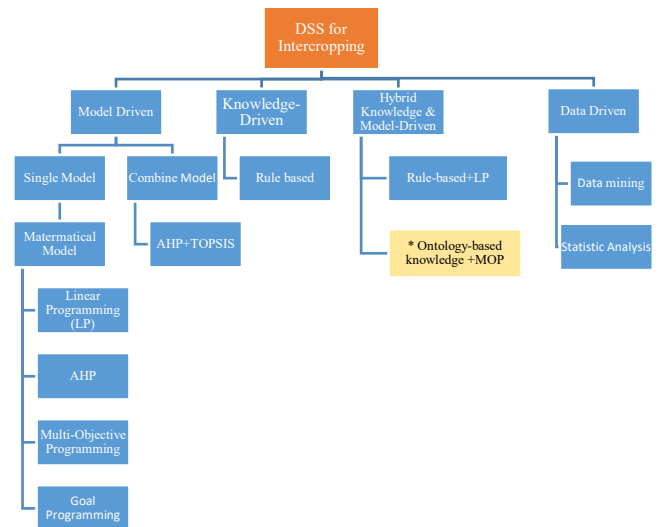 DSS for
Intercropping
Model Driven
Knowledge-
Driven
Hybrid
Knowledge &
Model-Driven
Data Driven
Single Model
Combine Model
Rule based
Rule-based+LP
Data mining
Matermatical
Model
AHP+TOPSIS
* Ontology-based
knowledge +MOP
Statistic Analysis
Linear
Programming
(LP)
AHP
Multi-Objective
Programming
Goal
Programming